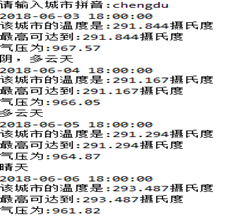 请输入城市拼音:chengdu
2018-06-03 18:00:00
该城市的温度是:291.844摄氏度
最高可达到:291.844摄氏度
气压为:967.57
阴，多云天
2018-06-04 18:00:00
该城市的温度是:291.167摄氏度
最高可达到:291.167摄氏度
气压为:966.05
多云天
2018-06-05 18:00:00
该城市的温度是:291.294摄氏度
最高可达到:291.294摄氏度
气压为:964.87
晴天
2018-06-06 18:00:00
该城市的温度是:293.487摄氏度
最高可达到:293.487摄氏度
气压为:961.82